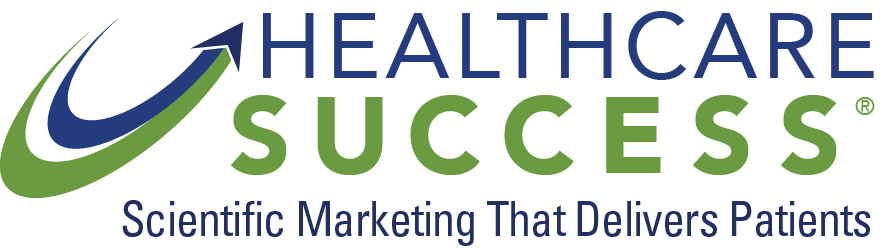 HEALTHCARE
SUCCESS®
Scientific Marketing That Delivers Patients